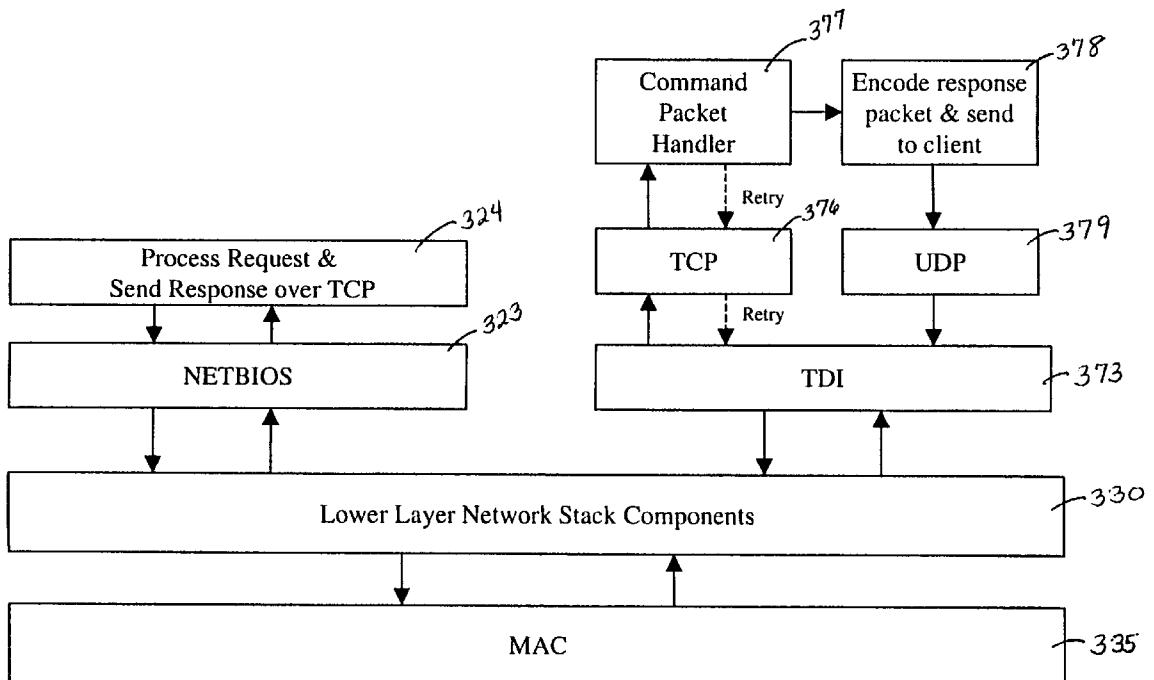 377
378
Command
Packet
Handler
Encode response
packet & send
to client
Retry
324
376
379
Process Request &
Send Response over TCP
TCP
UDP
Retry
323
NETBIOS
TDI
373
Lower Layer Network Stack Components
330
MAC
335